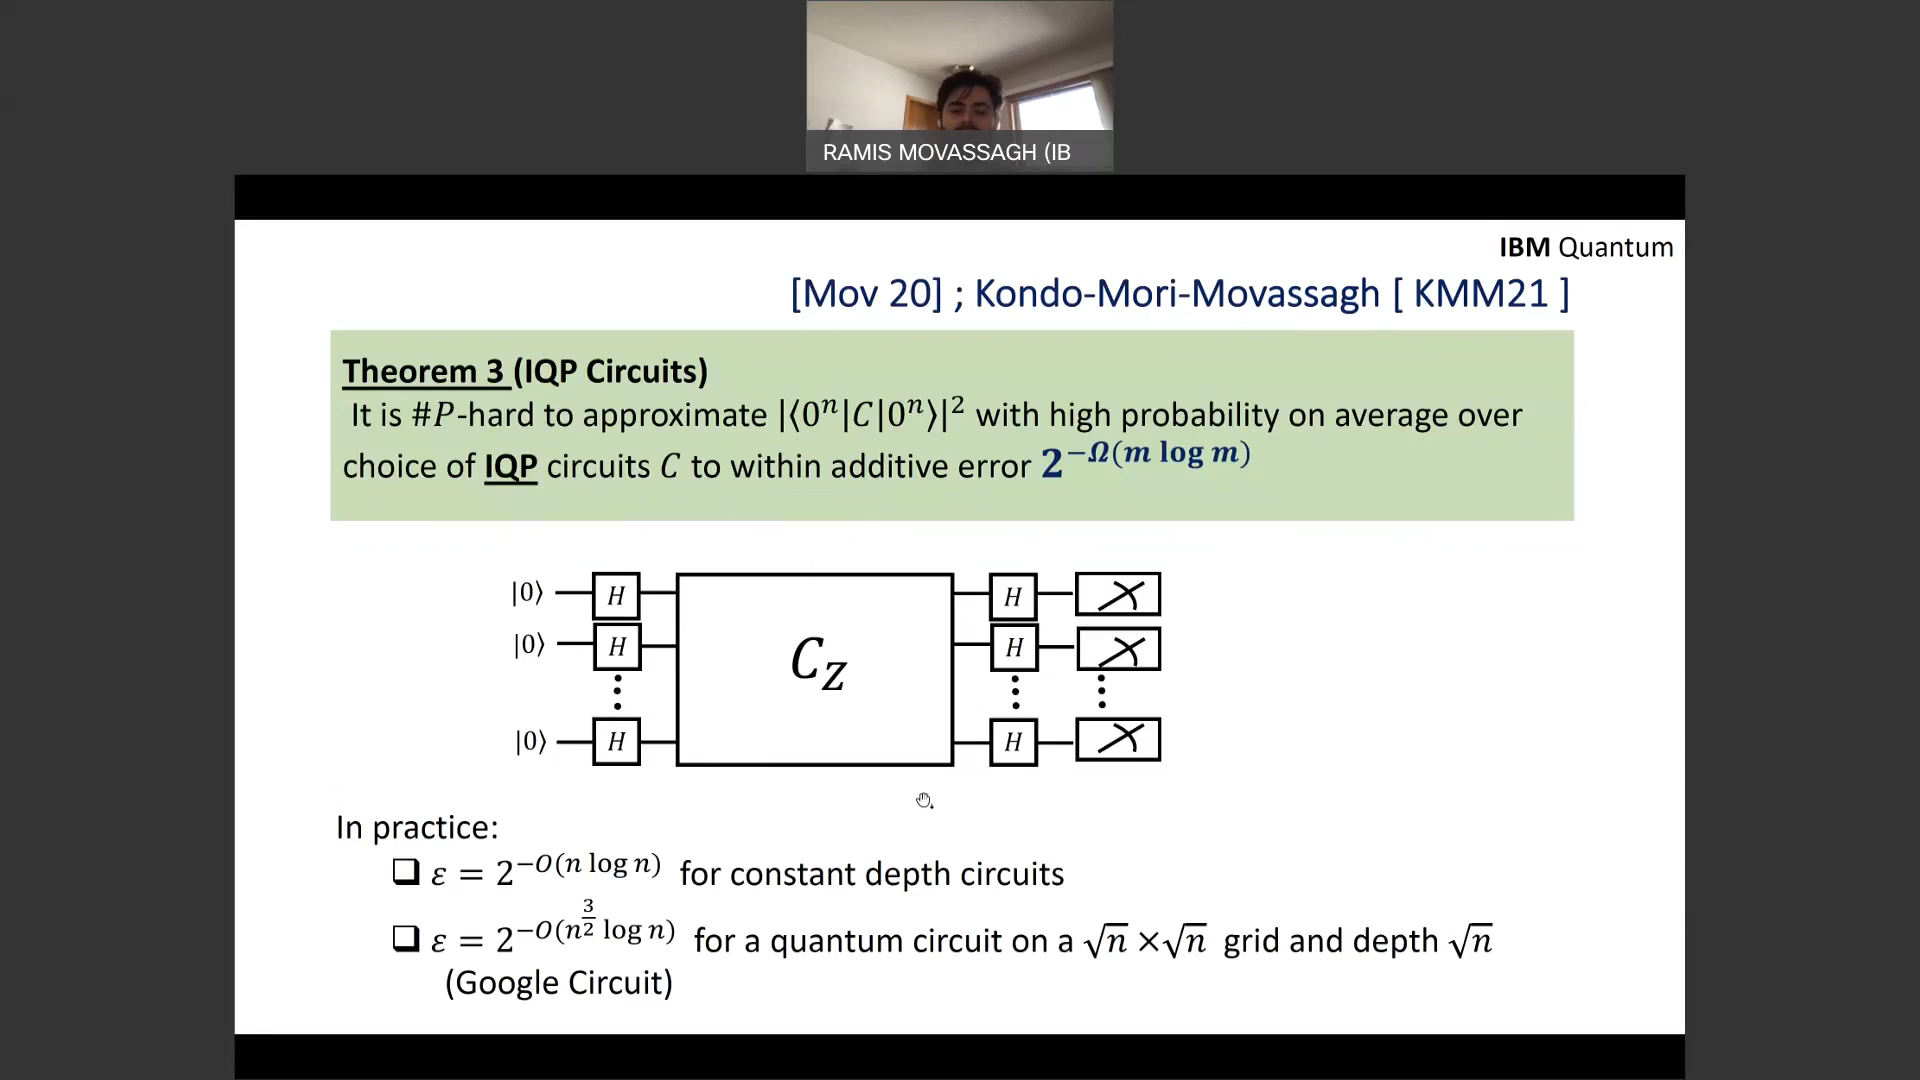 RAMIS MOVASSAGH (IB
IBM Quantum
[Mov 20] ; Kondo-Mori-Movassagh [ KMM21 ]
Theorem 3 (IQP Circuits)
It is #P-hard to approximate |⟨0ⁿ|C|0ⁿ⟩|² with high probability on average over
choice of IQP circuits C to within additive error 2^{-Ω(m log m)}
|0⟩ H H
|0⟩ H C_Z H
|0⟩ H H
In practice:
❑ ε = 2^{-O(n log n)} for constant depth circuits
❑ ε = 2^{-O(n^{3/2} log n)} for a quantum circuit on a √n ×√n grid and depth √n
(Google Circuit)